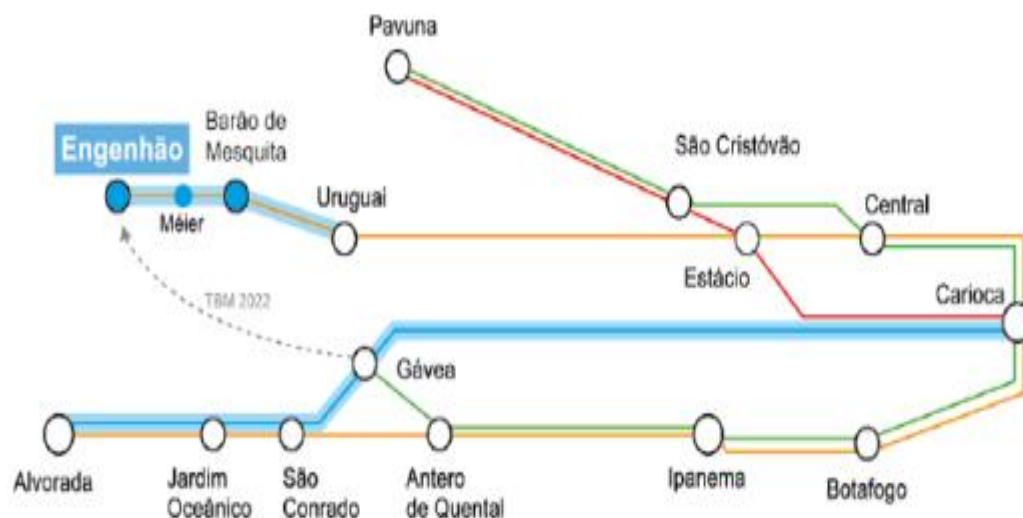 Pavuna
São Cristóvão
Barão de
Mesquita
Engenhão
Méier
Uruguai
Central
Estácio
Carioca
TBM 2022
Gávea
Alvorada
Jardim
Oceânico
São
Conrado
Antero
de Quental
Ipanema
Botafogo